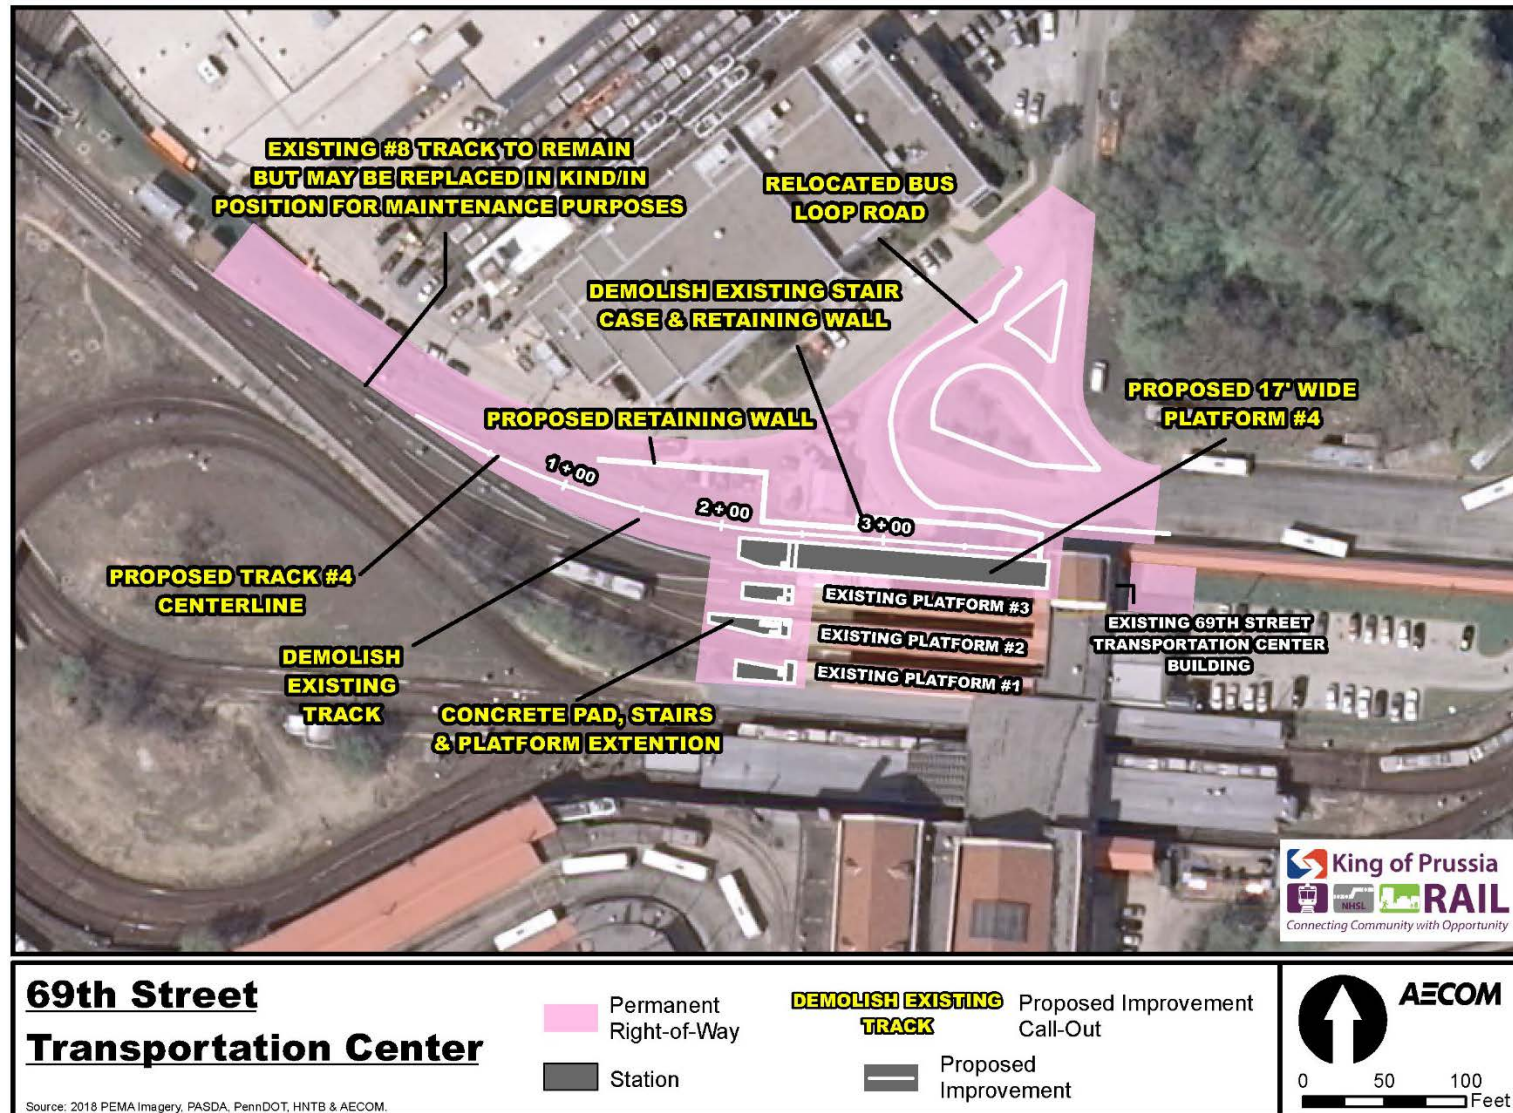 EXISTING #8 TRACK TO REMAIN
BUT MAY BE REPLACED IN KIND/IN
POSITION FOR MAINTENANCE PURPOSES
RELOCATED BUS
LOOP ROAD
DEMOLISH EXISTING STAIR
CASE & RETAINING WALL
PROPOSED 17' WIDE
PLATFORM #4
PROPOSED RETAINING WALL
1 + 00
2 + 00
3 + 00
PROPOSED TRACK #4
CENTERLINE
EXISTING PLATFORM #3
EXISTING PLATFORM #2
EXISTING PLATFORM #1
EXISTING 69TH STREET
TRANSPORTATION CENTER
BUILDING
DEMOLISH
EXISTING
TRACK
CONCRETE PAD, STAIRS
& PLATFORM EXTENTION
King of Prussia
NHSL
RAIL
Connecting Community with Opportunity
69th Street
Transportation Center
Source: 2018 PEMA Imagery, PASDA, PennDOT, HNTB & AECOM.
Permanent
Right-of-Way
Station
DEMOLISH EXISTING
TRACK
Proposed Improvement
Call-Out
Proposed
Improvement
AECOM
0 50 100
Feet